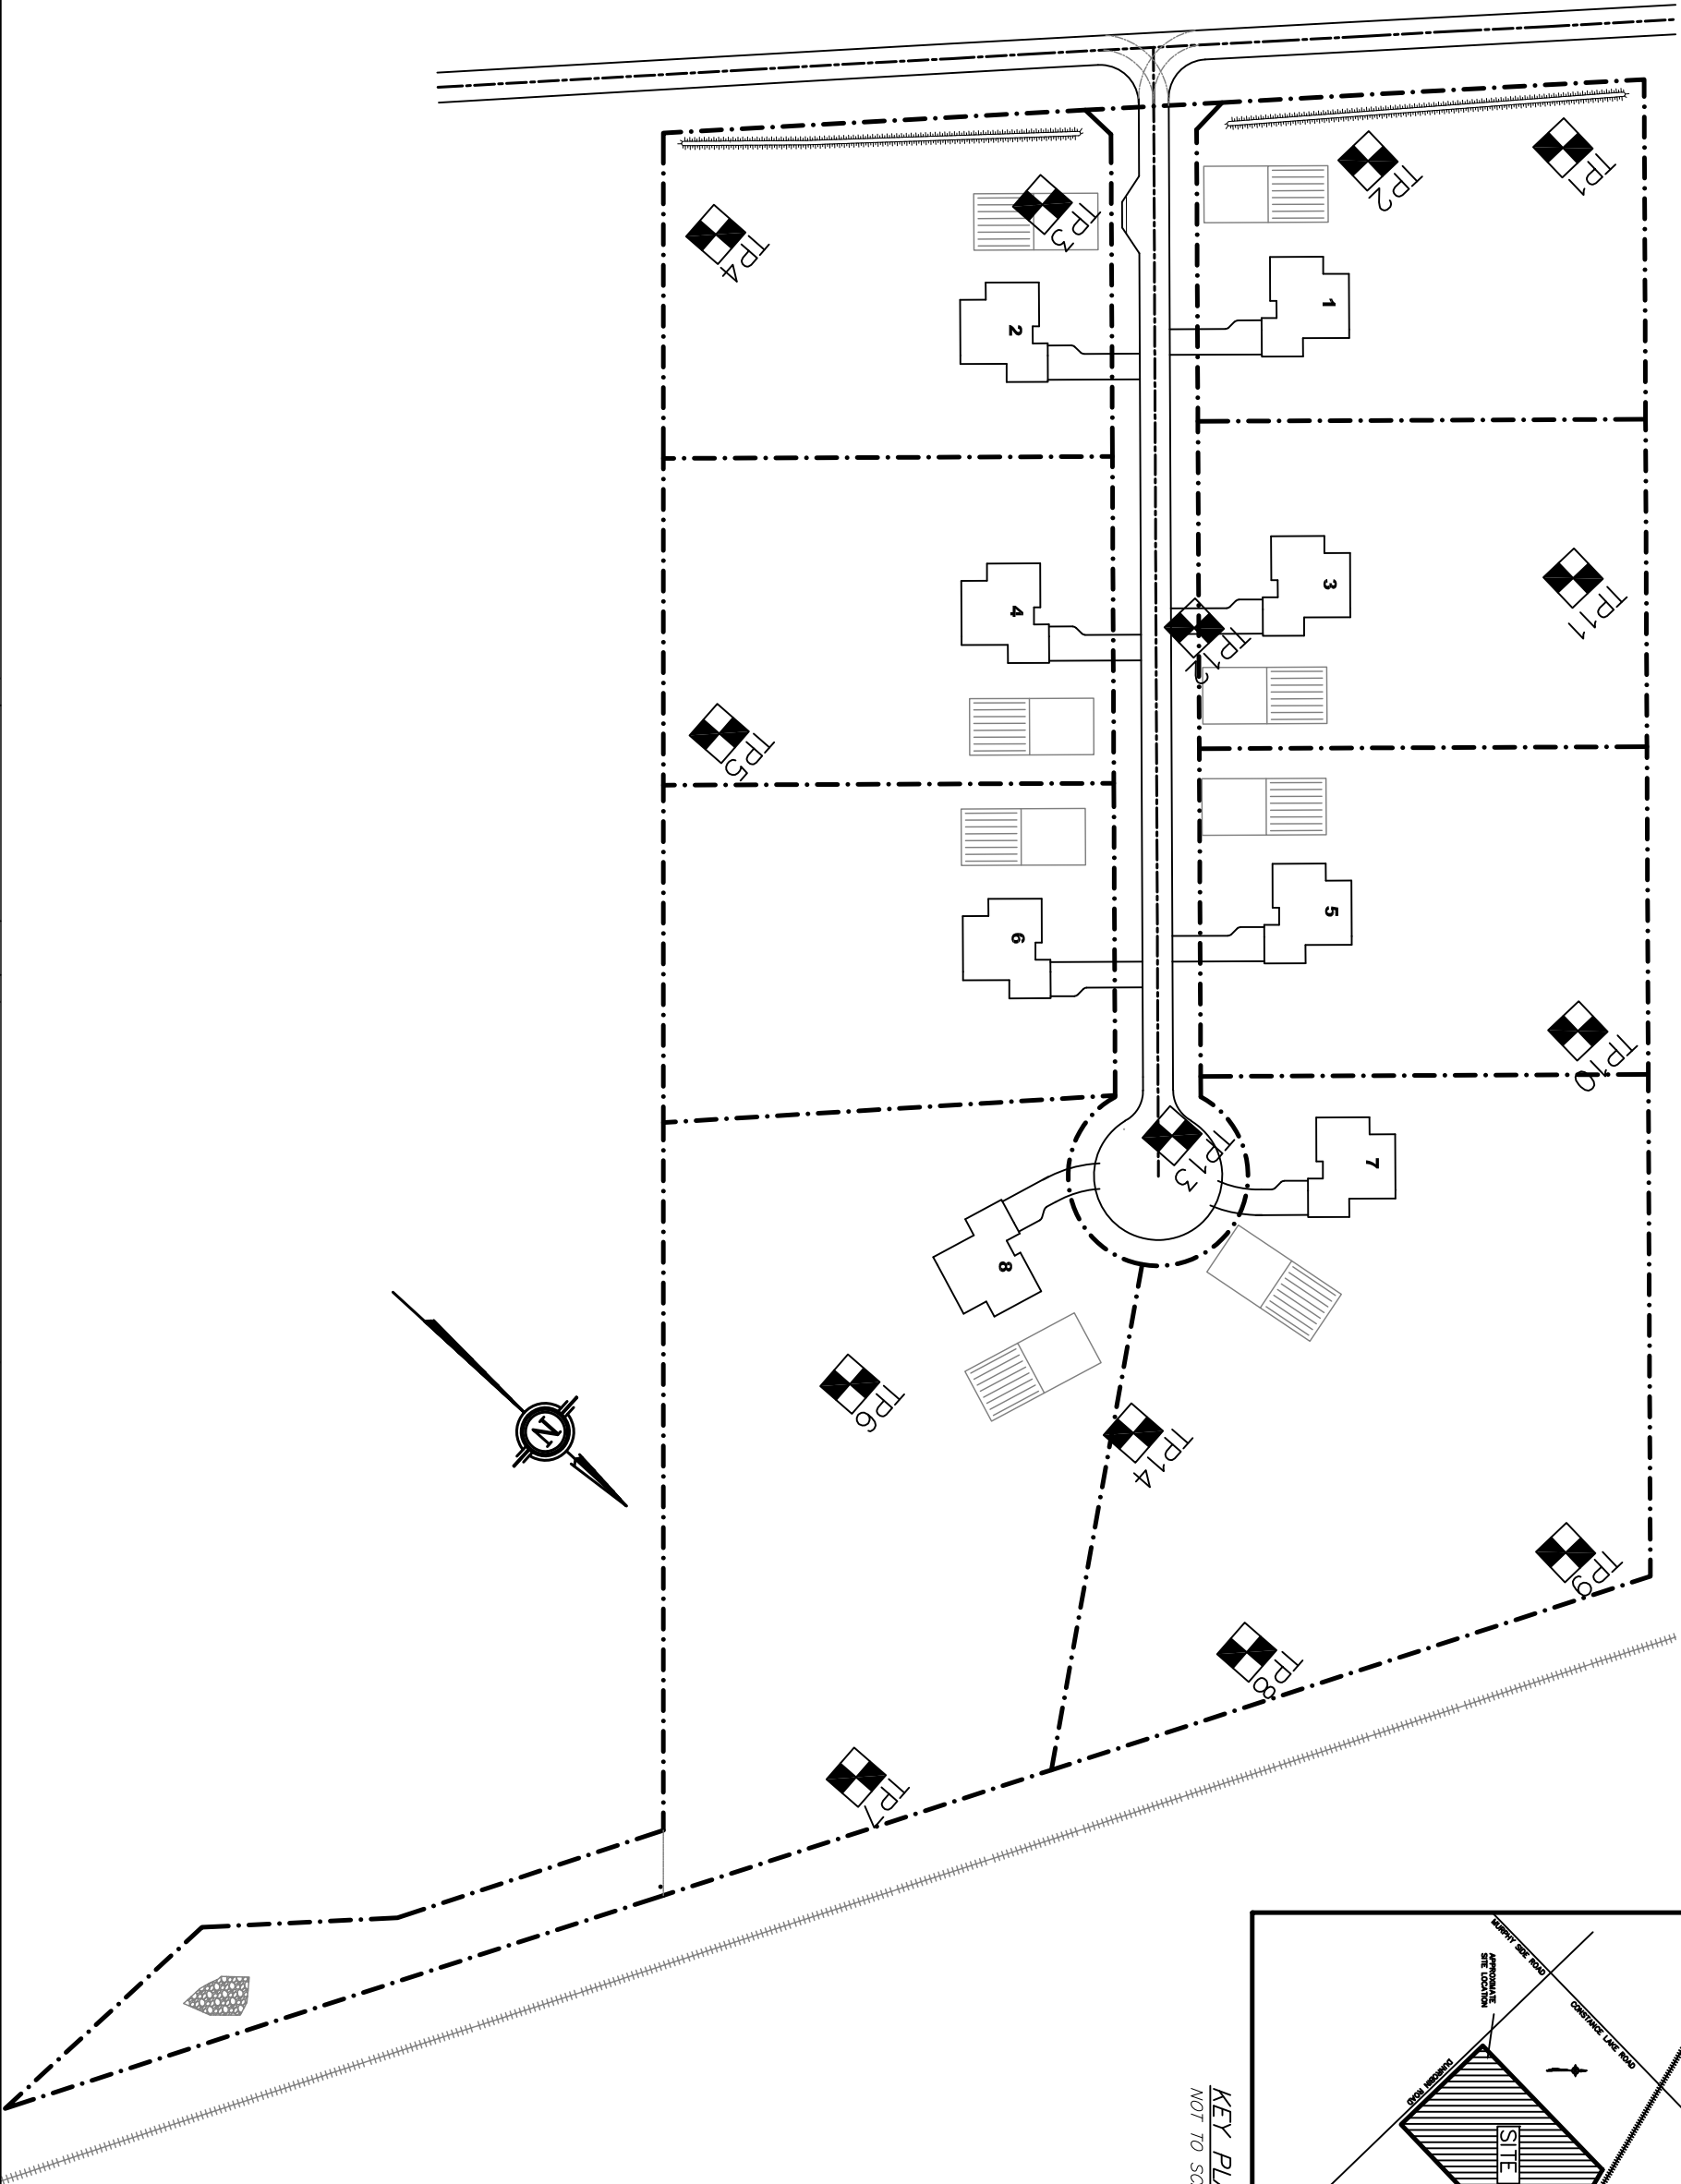 TP1
TP2
TP3
TP4
1
2
3
4
TP11
TP12
TP5
5
6
TP10
TP13
7
8
TP6
TP14
N
TP9
TP8
TP7
MURPHY SIDE ROAD
APPROXIMATE
SITE LOCATION
CONSTANCE LAKE ROAD
DUNROBIN ROAD
SITE
KEY PL
NOT TO SC